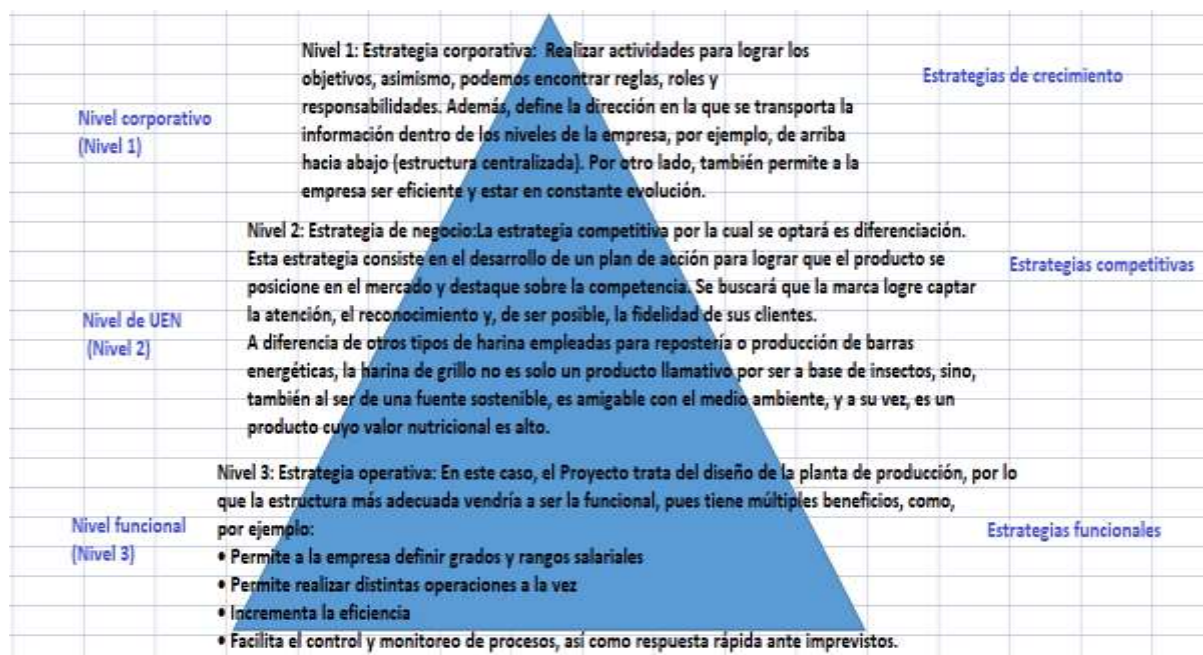 Nivel 1: Estrategia corporativa: Realizar actividades para lograr los
objetivos, asimismo, podemos encontrar reglas, roles y
responsabilidades. Además, define la dirección en la que se transporta la
información dentro de los niveles de la empresa, por ejemplo, de arriba
hacia abajo (estructura centralizada). Por otro lado, también permite a la
empresa ser eficiente y estar en constante evolución.
Nivel corporativo
(Nivel 1)
Estrategias de crecimiento
Nivel 2: Estrategia de negocio:La estrategia competitiva por la cual se optará es diferenciación.
Esta estrategia consiste en el desarrollo de un plan de acción para lograr que el producto se
posicione en el mercado y destaque sobre la competencia. Se buscará que la marca logre captar
la atención, el reconocimiento y, de ser posible, la fidelidad de sus clientes.
A diferencia de otros tipos de harina empleadas para repostería o producción de barras
energéticas, la harina de grillo no es solo un producto llamativo por ser a base de insectos, sino,
también al ser de una fuente sostenible, es amigable con el medio ambiente, y a su vez, es un
producto cuyo valor nutricional es alto.
Nivel de UEN
(Nivel 2)
Estrategias competitivas
Nivel 3: Estrategia operativa: En este caso, el Proyecto trata del diseño de la planta de producción, por lo
que la estructura más adecuada vendría a ser la funcional, pues tiene múltiples beneficios, como,
por ejemplo:
• Permite a la empresa definir grados y rangos salariales
• Permite realizar distintas operaciones a la vez
• Incrementa la eficiencia
• Facilita el control y monitoreo de procesos, así como respuesta rápida ante imprevistos.
Nivel funcional
(Nivel 3)
Estrategias funcionales